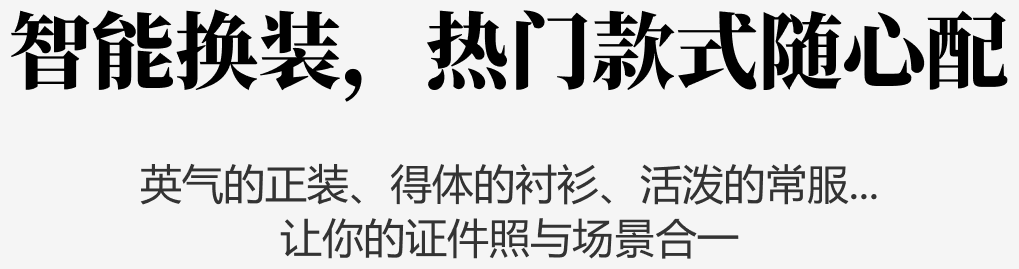 智能换装，热门款式随心配
英气的正装、得体的衬衫、活泼的常服...
让你的证件照与场景合一